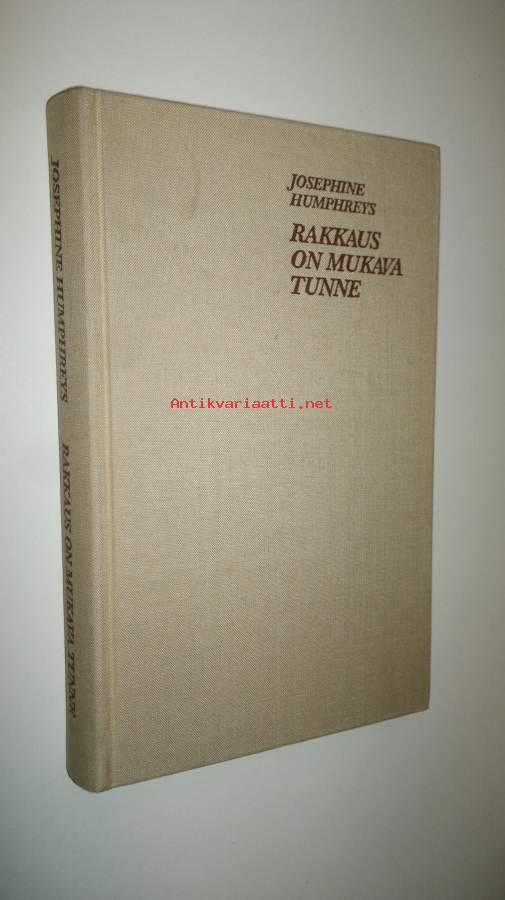 JOSEPHINE
HUMPHREYS
RAKKAUS
ON MUKAVA
TUNNE
Antikvariaatti.net
JOSEPHINE HUMPHREYS RAKKAUS ON MUKAVA TUNNE